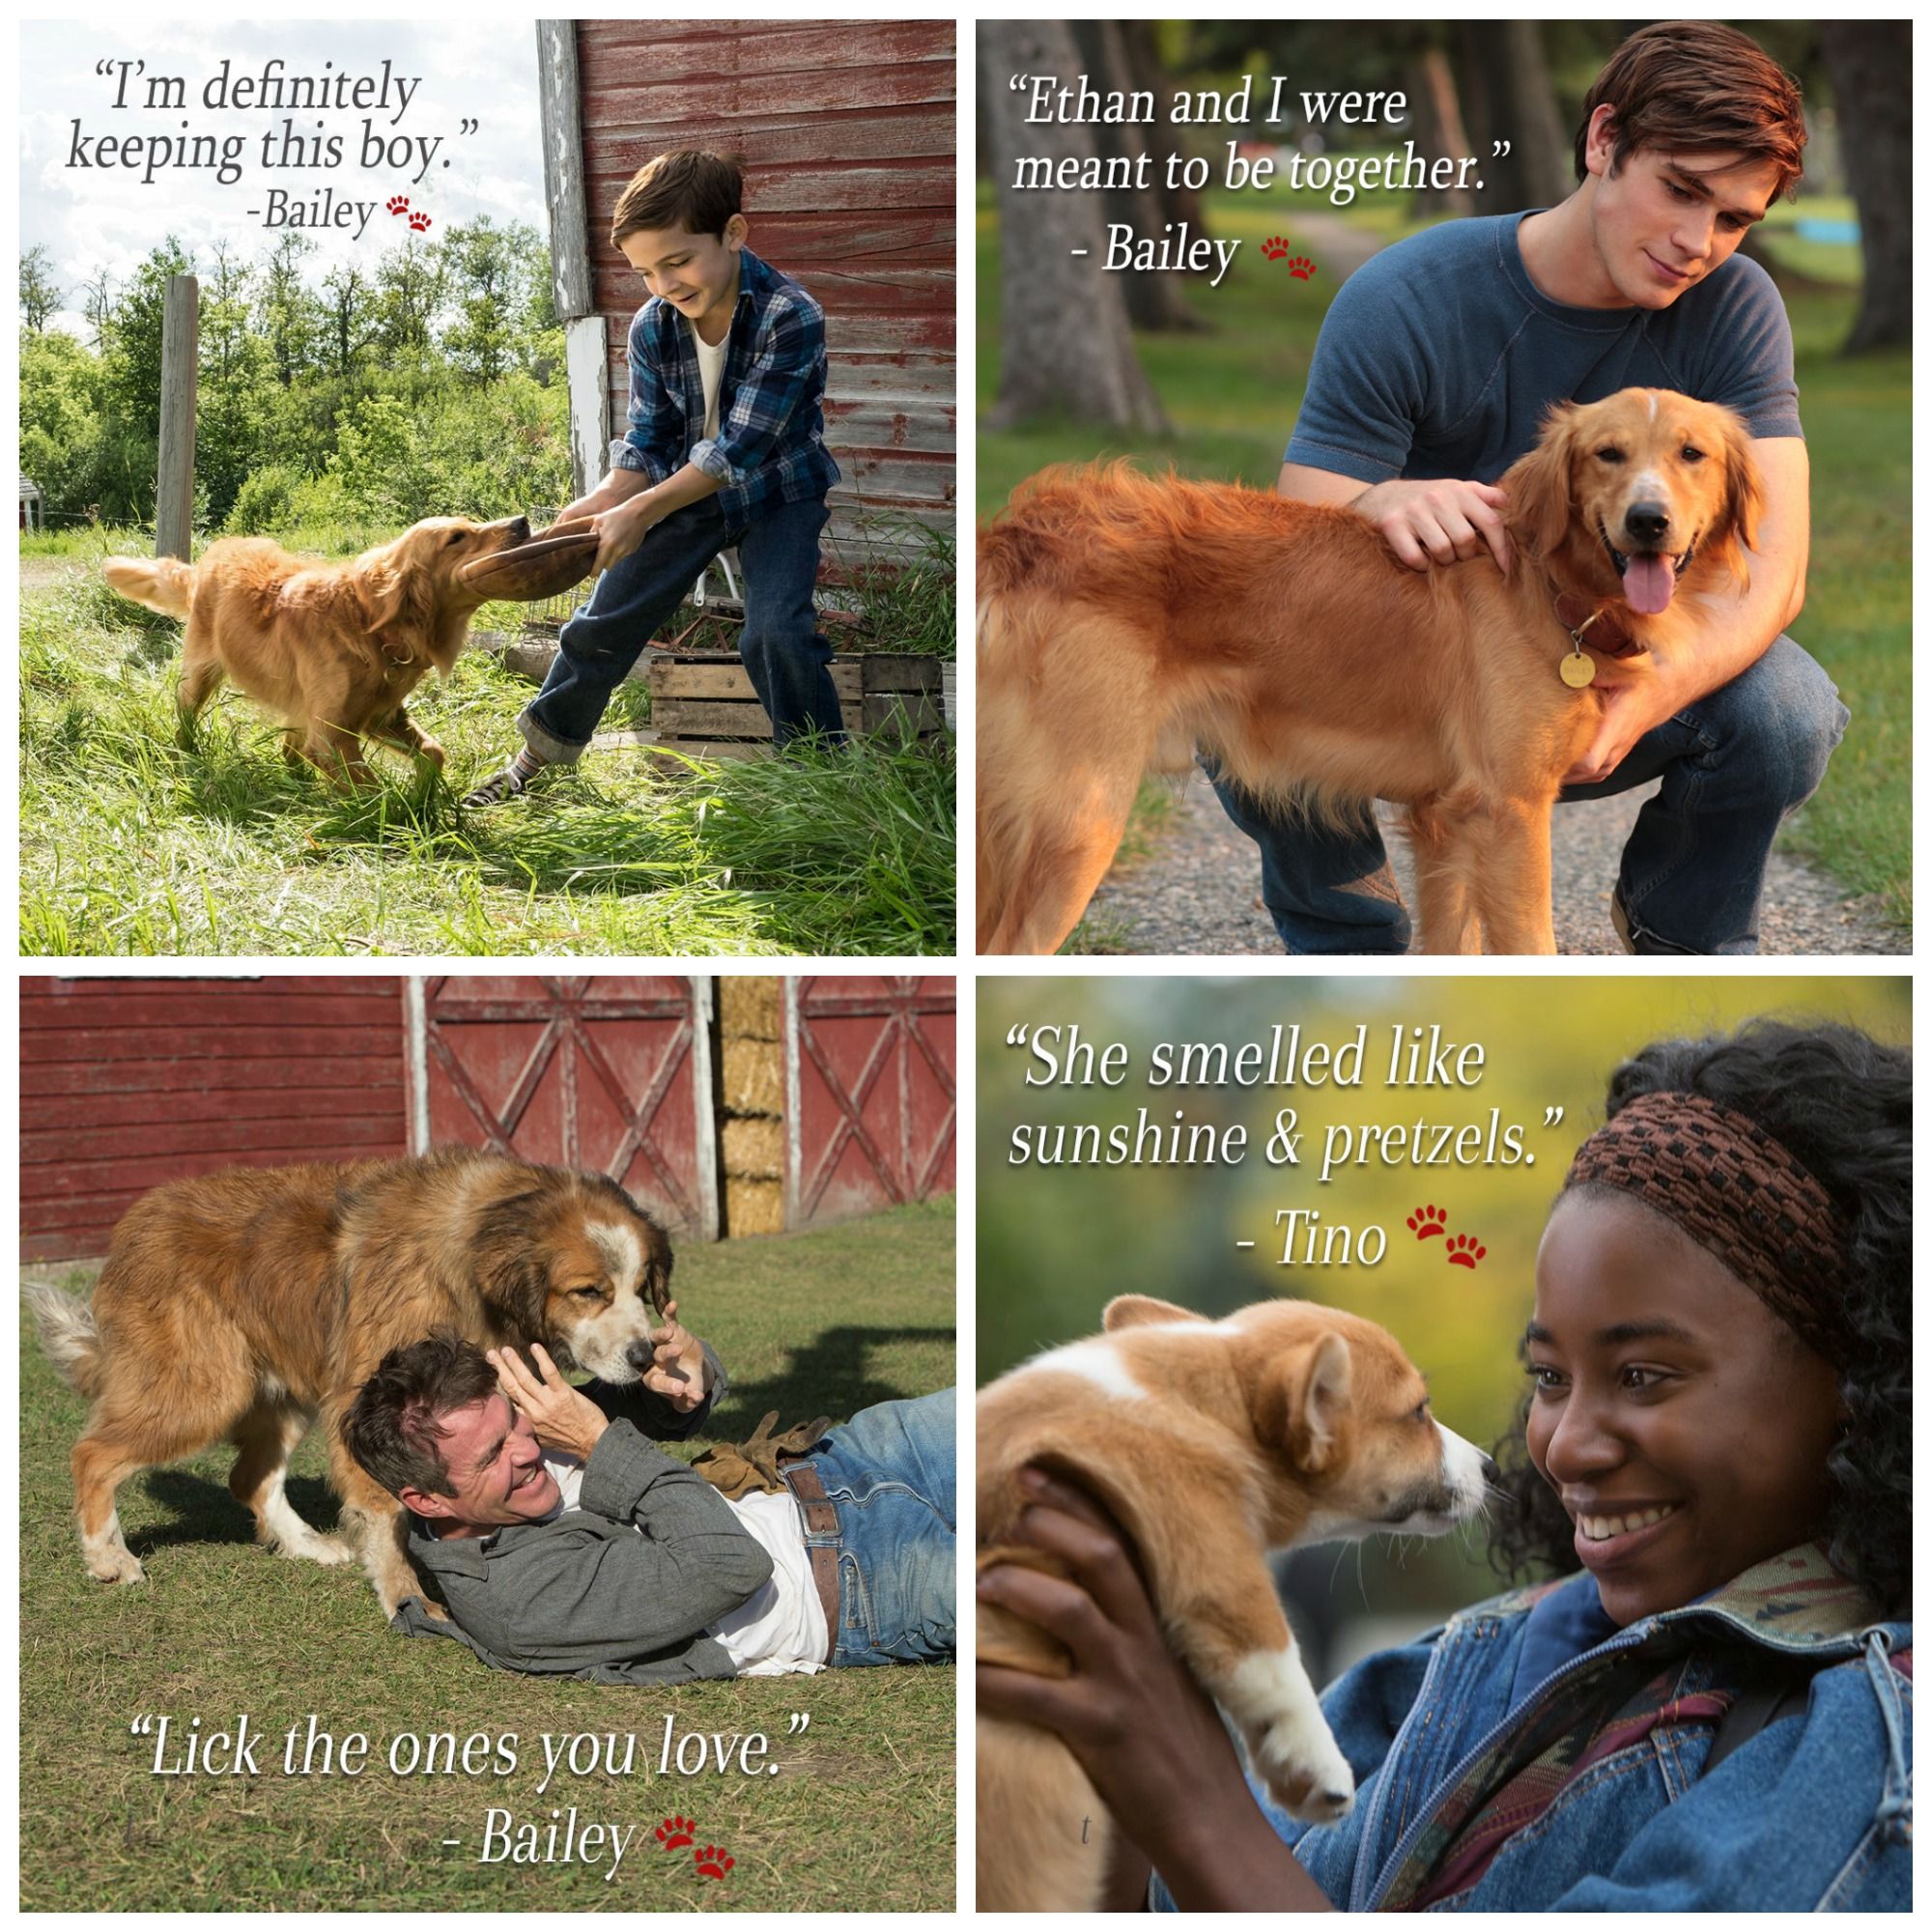 “I’m definitely
keeping this boy.”
-Bailey
“Ethan and I were
meant to be together.”
- Bailey
“Lick the ones you love.”
- Bailey
“She smelled like
sunshine & pretzels.”
- Tino
t